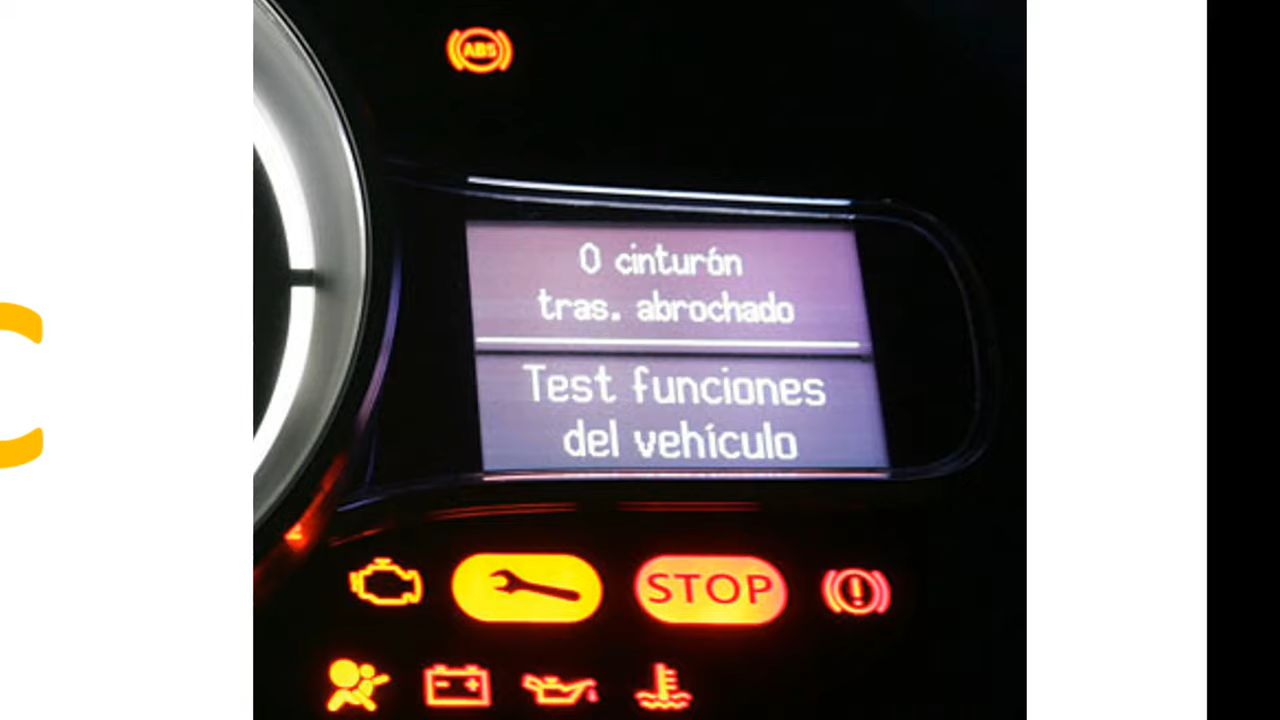 ABS
0 cinturón
tras. abrochado
Test funciones
del vehículo
STOP